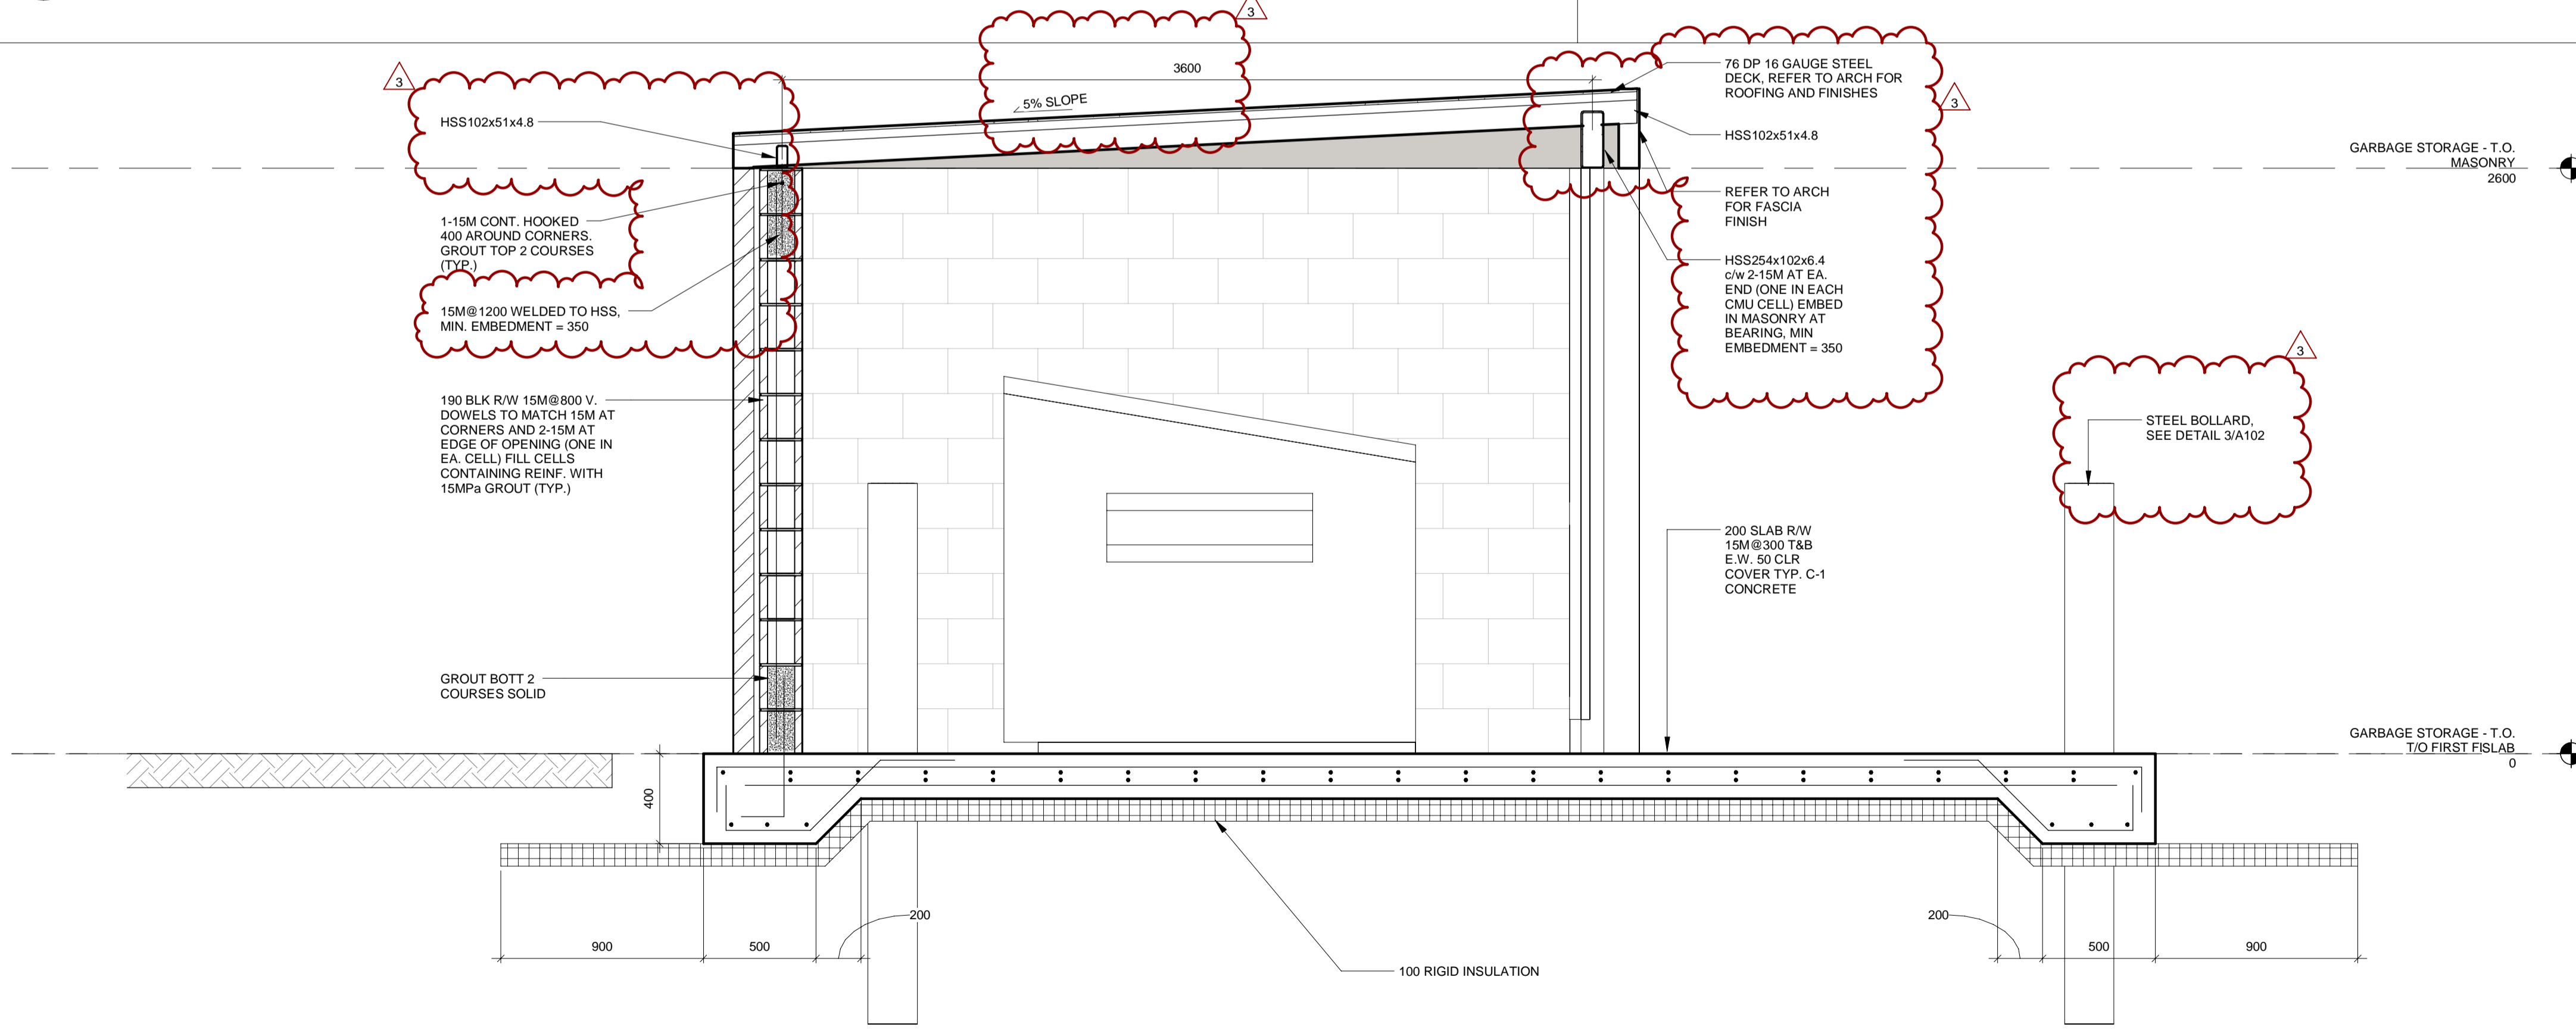 3
3
3600
5% SLOPE
76 DP 16 GAUGE STEEL
DECK, REFER TO ARCH FOR
ROOFING AND FINISHES
3
HSS102x51x4.8
HSS102x51x4.8
GARBAGE STORAGE - T.O.
MASONRY
2600
REFER TO ARCH
FOR FASCIA
FINISH
1-15M CONT. HOOKED
400 AROUND CORNERS.
GROUT TOP 2 COURSES
(TYP.)
HSS254x102x6.4
c/w 2-15M AT EA.
END (ONE IN EACH
CMU CELL) EMBED
IN MASONRY AT
BEARING, MIN
EMBEDMENT = 350
15M@1200 WELDED TO HSS,
MIN. EMBEDMENT = 350
3
190 BLK R/W 15M@800 V.
DOWELS TO MATCH 15M AT
CORNERS AND 2-15M AT
EDGE OF OPENING (ONE IN
EA. CELL) FILL CELLS
CONTAINING REINF. WITH
15MPa GROUT (TYP.)
STEEL BOLLARD,
SEE DETAIL 3/A102
200 SLAB R/W
15M@300 T&B
E.W. 50 CLR
COVER TYP. C-1
CONCRETE
GROUT BOTT 2
COURSES SOLID
GARBAGE STORAGE - T.O.
T/O FIRST FISLAB
0
400
200
200
900
500
500
900
100 RIGID INSULATION